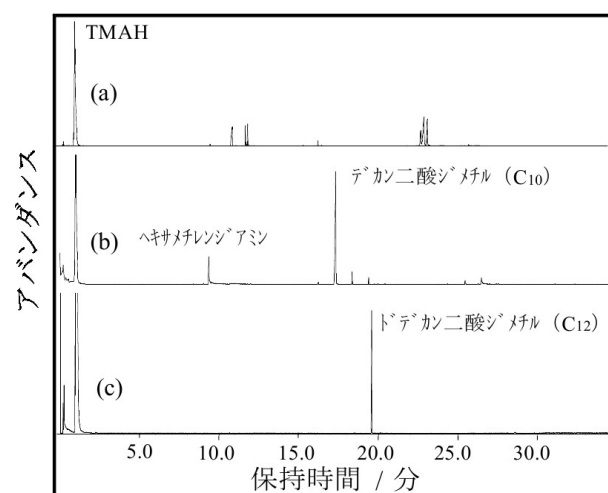 TMAH
(a)
デカン二酸ジメチル (C10)
ヘキサメチレンジアミン
(b)
ドデカン二酸ジメチル (C12)
(c)
アバンダンス
5.0 10.0 15.0 20.0 25.0 30.0
保持時間 / 分